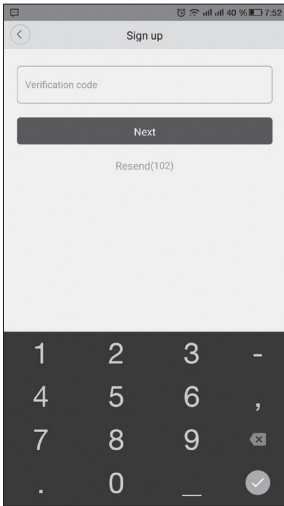 40 % 7:52
Sign up
Verification code
Next
Resend(102)
1 2 3 -
4 5 6 ,
7 8 9
. 0 _